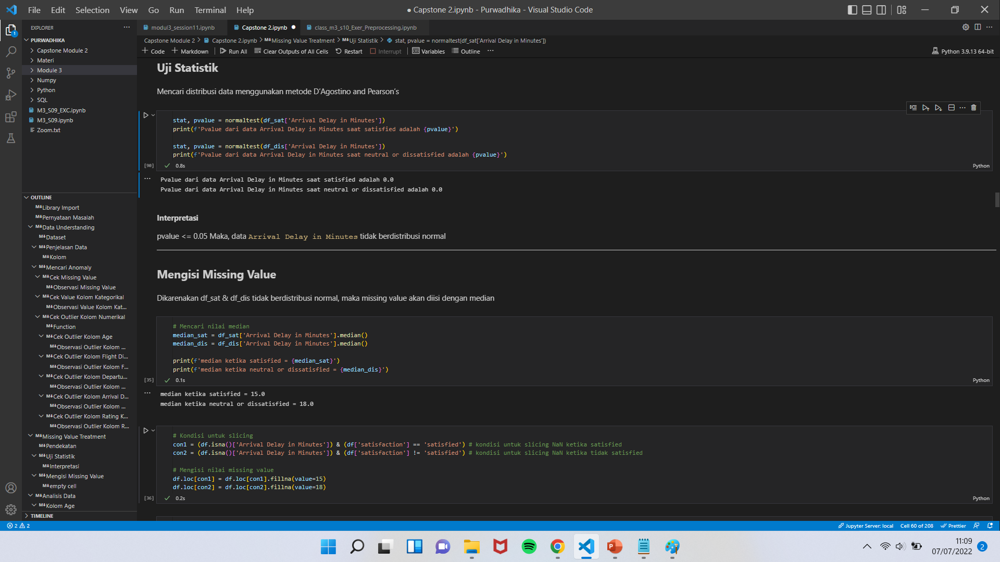 File Edit Selection View Go Run Terminal Help
● Capstone 2.ipynb - Purwadhika - Visual Studio Code
EXPLORER
PURWADHIKA
Capstone Module 2
Materi
Module 3
Numpy
Python
SQL
M3_S09_EXC.ipynb
M3_S09.ipynb
Zoom.txt
OUTLINE
Library Import
Pernyataan Masalah
Data Understanding
Dataset
Penjelasan Data
Kolom
Mencari Anomaly
Cek Missing Value
Observasi Missing Value
Cek Value Kolom Kategorikal
Observasi Value Kolom Kat...
Cek Outlier Kolom Numerikal
Function
Cek Outlier Kolom Age
Observasi Outlier Kolom ...
Cek Outlier Kolom Flight Di...
Observasi Outlier Kolom F...
Cek Outlier Kolom Departu...
Observasi Outlier Kolom ...
Cek Outlier Kolom Arrival D...
Observasi Outlier Kolom ...
Cek Outlier Kolom Rating K...
Observasi Outlier Kolom R...
Missing Value Treatment
Pendekatan
Uji Statistik
Interpretasi
Mengisi Missing Value
empty cell
Analisis Data
Kolom Age
TIMELINE
modul3_session11.ipynb
Capstone 2.ipynb ●
class_m3_s10_Exer_Preprocessing.ipynb
Capstone Module 2 > Capstone 2.ipynb > M↓Missing Value Treatment > M↓Uji Statistik > stat, pvalue = normaltest(df_sat['Arrival Delay in Minutes'])
+ Code + Markdown Run All Clear Outputs of All Cells Restart Interrupt Variables Outline ...
Python 3.9.13 64-bit
Uji Statistik
Mencari distribusi data menggunakan metode D'Agostino and Pearson's
stat, pvalue = normaltest(df_sat['Arrival Delay in Minutes'])
print(f'Pvalue dari data Arrival Delay in Minutes saat satisfied adalah {pvalue}')
stat, pvalue = normaltest(df_dis['Arrival Delay in Minutes'])
print(f'Pvalue dari data Arrival Delay in Minutes saat neutral or dissatisfied adalah {pvalue}')
[90] 0.8s Python
Pvalue dari data Arrival Delay in Minutes saat satisfied adalah 0.0
Pvalue dari data Arrival Delay in Minutes saat neutral or dissatisfied adalah 0.0
Interpretasi
pvalue <= 0.05 Maka, data Arrival Delay in Minutes tidak berdistribusi normal
Mengisi Missing Value
Dikarenakan df_sat & df_dis tidak berdistribusi normal, maka missing value akan diisi dengan median
# Mencari nilai median
median_sat = df_sat['Arrival Delay in Minutes'].median()
median_dis = df_dis['Arrival Delay in Minutes'].median()
print(f'median ketika satisfied = {median_sat}')
print(f'median ketika neutral or dissatisfied = {median_dis}')
[35] 0.1s Python
median ketika satisfied = 15.0
median ketika neutral or dissatisfied = 18.0
# Kondisi untuk slicing
con1 = (df.isna()['Arrival Delay in Minutes']) & (df['satisfaction'] == 'satisfied') # kondisi untuk slicing NaN ketika satisfied
con2 = (df.isna()['Arrival Delay in Minutes']) & (df['satisfaction'] != 'satisfied') # kondisi untuk slicing NaN ketika tidak satisfied
# Mengisi nilai missing value
df.loc[con1] = df.loc[con1].fillna(value=15)
df.loc[con2] = df.loc[con2].fillna(value=18)
[36] 0.2s Python
2 2
Jupyter Server: local Cell 60 of 208 Prettier
11:09
07/07/2022
2